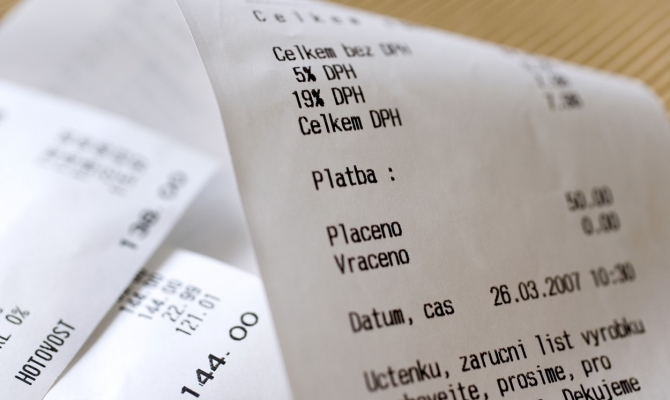 Celkem
Celkem bez DPH
5% DPH
19% DPH
Celkem DPH
Platba :
Placeno 50.00
Vraceno 0.00
Datum, cas 26.03.2007 10:30
Uctenku, zarucni list vyrobku
prosime, pro
Dekujeme
0%
HOTOVOST
144.00
22.99
121.01
144.00